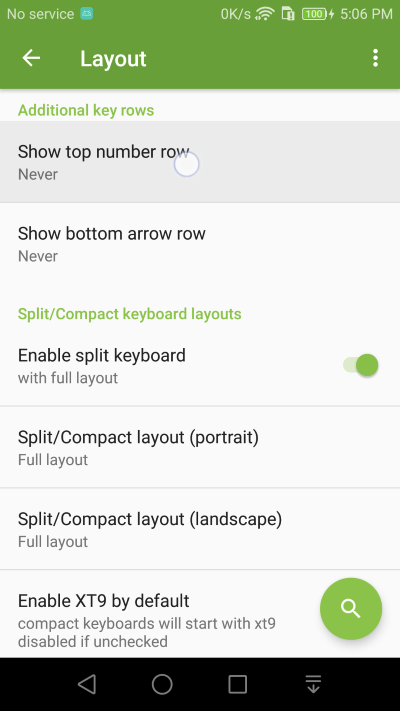 No service 0K/s 100 5:06 PM
Layout
Additional key rows
Show top number row
Never
Show bottom arrow row
Never
Split/Compact keyboard layouts
Enable split keyboard
with full layout
Split/Compact layout (portrait)
Full layout
Split/Compact layout (landscape)
Full layout
Enable XT9 by default
compact keyboards will start with xt9
disabled if unchecked